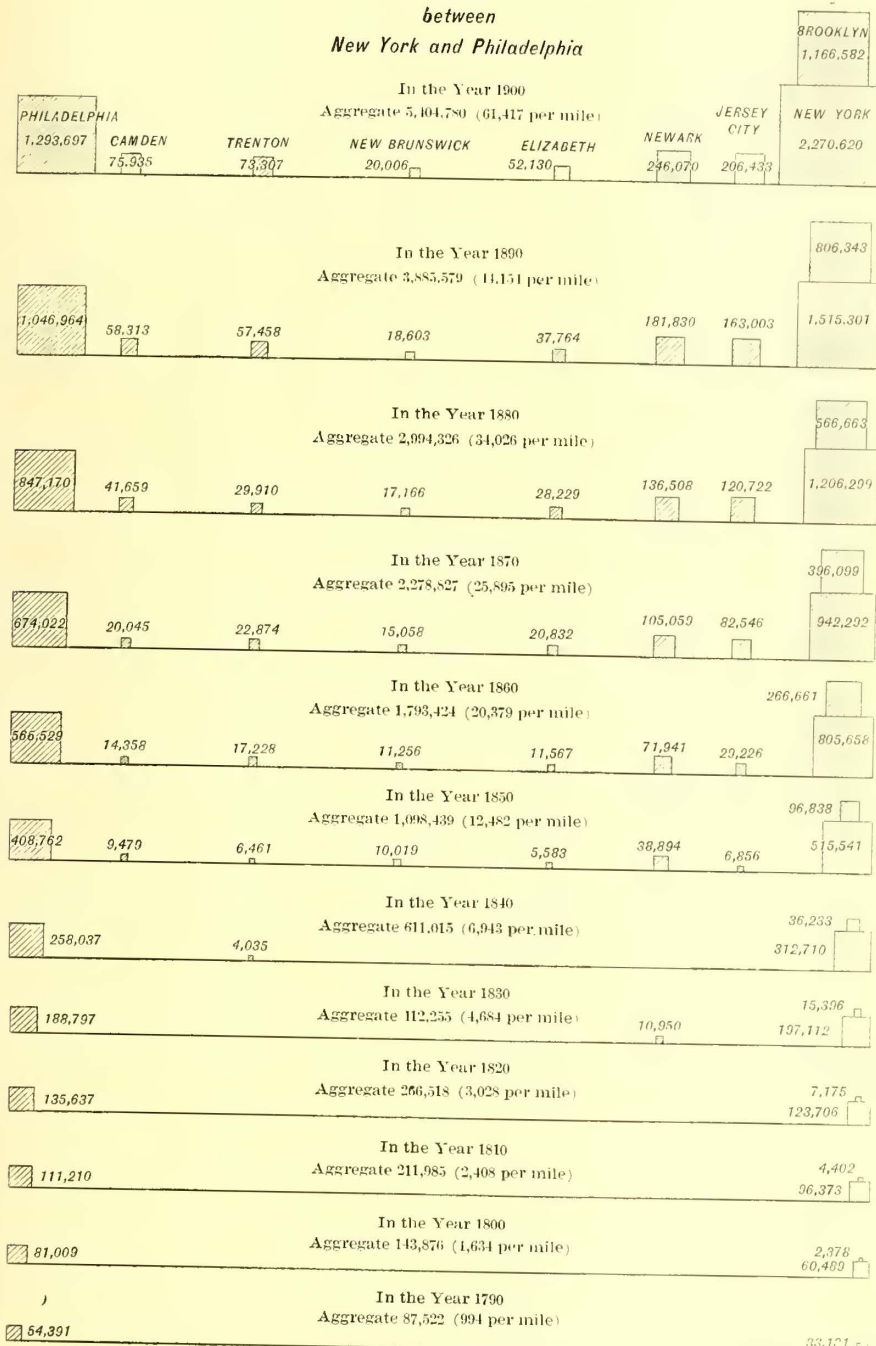 between
New York and Philadelphia
BROOKLYN
1,166,582
In the Year 1900
Aggregate 5,404,780 (61,417 per mile)
PHILADELPHIA
1,293,697
CAMDEN
75,935
TRENTON
73,307
NEW BRUNSWICK
20,006
ELIZABETH
52,130
NEWARK
246,070
JERSEY
CITY
206,433
NEW YORK
2,270,620
In the Year 1890
Aggregate 3,885,579 (44,154 per mile)
806,343
1,046,964 58,313 57,458 18,603 37,764 181,830 163,003 1,515,301
In the Year 1880
Aggregate 2,994,326 (34,026 per mile)
566,663
847,170 41,659 29,910 17,166 28,229 136,508 120,722 1,206,299
In the Year 1870
Aggregate 2,278,827 (25,895 per mile)
396,099
674,022 20,045 22,874 15,058 20,832 105,059 82,546 942,292
In the Year 1860
Aggregate 1,793,424 (20,379 per mile)
266,661
566,529 14,358 17,228 11,256 11,567 71,941 29,226 805,658
In the Year 1850
Aggregate 1,098,439 (12,482 per mile)
96,838
408,762 9,479 6,461 10,019 5,583 38,894 6,856 515,541
In the Year 1840
Aggregate 611,015 (6,943 per mile)
36,233
258,037 4,035 312,710
In the Year 1830
Aggregate 112,255 (4,684 per mile)
15,396
188,797 10,950 197,112
In the Year 1820
Aggregate 266,518 (3,028 per mile)
7,175
135,637 123,706
In the Year 1810
Aggregate 211,985 (2,408 per mile)
4,402
111,210 96,373
In the Year 1800
Aggregate 143,876 (1,634 per mile)
2,378
81,009 60,489
In the Year 1790
Aggregate 87,522 (994 per mile)
54,391 33,131